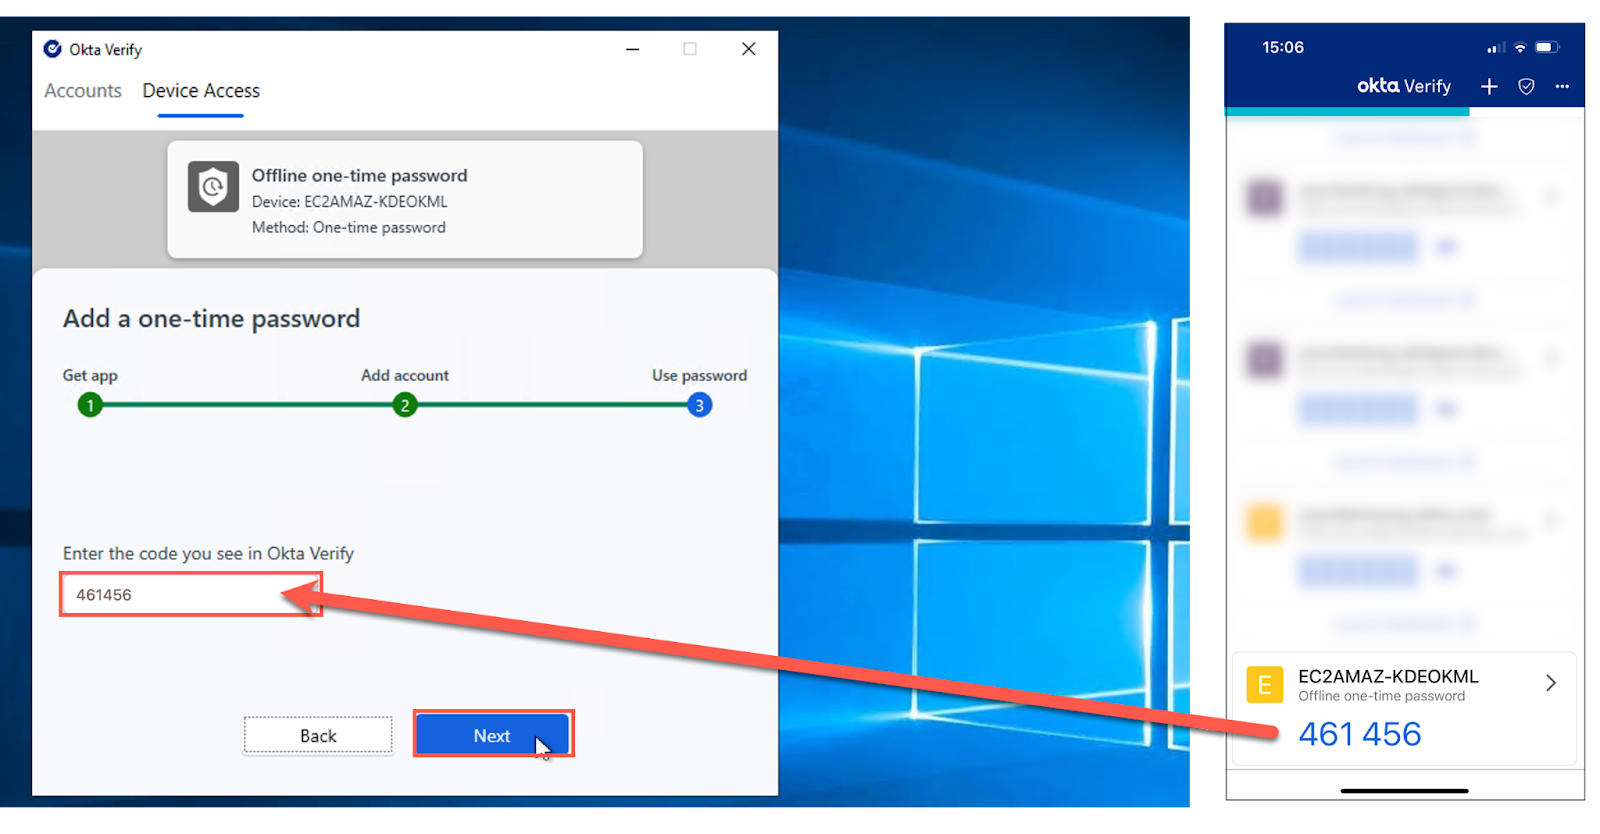 Okta Verify
Accounts Device Access
Offline one-time password
Device: EC2AMAZ-KDEOKML
Method: One-time password
Add a one-time password
Get app Add account Use password
1 2 3
Enter the code you see in Okta Verify
461456
Back Next
15:06
okta Verify
E
EC2AMAZ-KDEOKML
Offline one-time password
461 456